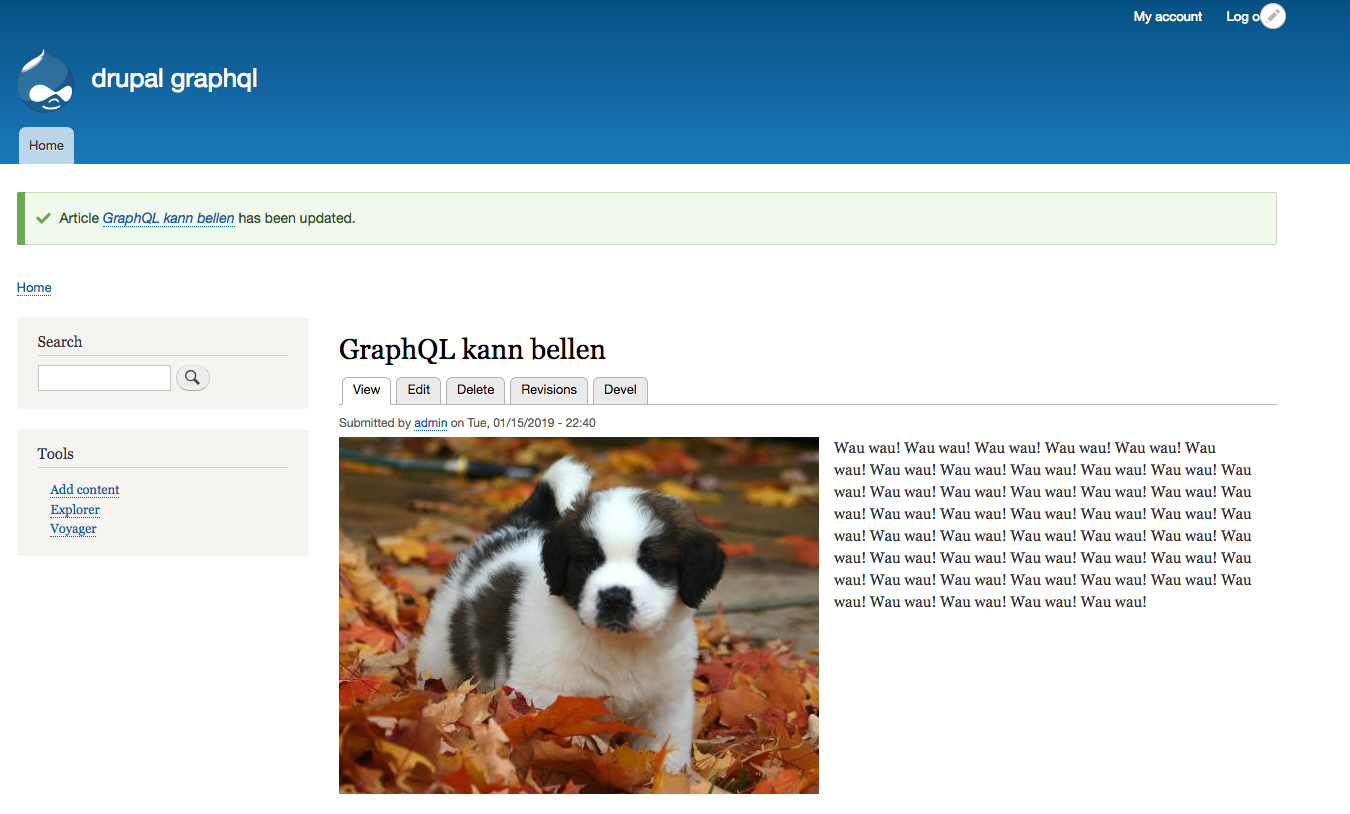 My account Log o
drupal graphql
Home
Article GraphQL kann bellen has been updated.
Home
Search
Tools
Add content
Explorer
Voyager
GraphQL kann bellen
View Edit Delete Revisions Devel
Submitted by admin on Tue, 01/15/2019 - 22:40
Wau wau! Wau wau! Wau wau! Wau wau! Wau wau! Wau
wau! Wau wau! Wau wau! Wau wau! Wau wau! Wau wau! Wau
wau! Wau wau! Wau wau! Wau wau! Wau wau! Wau wau! Wau
wau! Wau wau! Wau wau! Wau wau! Wau wau! Wau wau! Wau
wau! Wau wau! Wau wau! Wau wau! Wau wau! Wau wau! Wau
wau! Wau wau! Wau wau! Wau wau! Wau wau! Wau wau! Wau
wau! Wau wau! Wau wau! Wau wau! Wau wau! Wau wau! Wau
wau! Wau wau! Wau wau! Wau wau! Wau wau!